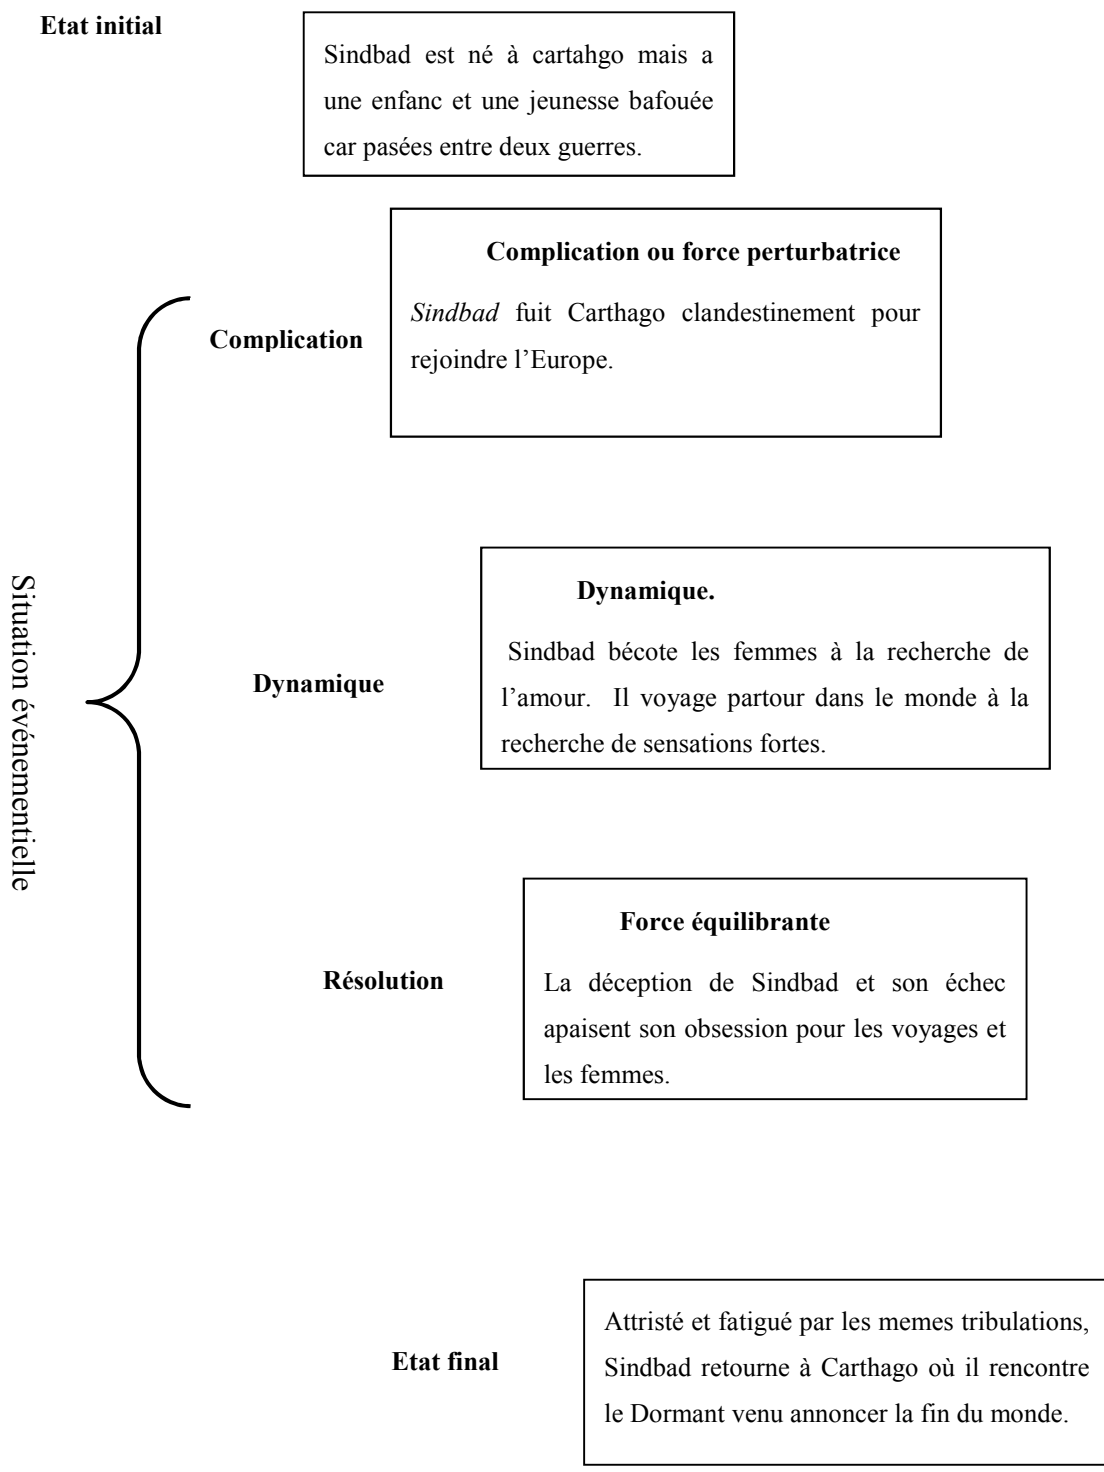 Etat initial
Sindbad est né à cartahgo mais a
une enfanc et une jeunesse bafouée
car pasées entre deux guerres.
Situation événementielle
Complication
Complication ou force perturbatrice
Sindbad fuit Carthago clandestinement pour
rejoindre l’Europe.
Dynamique
Dynamique.
Sindbad bécote les femmes à la recherche de
l’amour. Il voyage partour dans le monde à la
recherche de sensations fortes.
Résolution
Force équilibrante
La déception de Sindbad et son échec
apaisent son obsession pour les voyages et
les femmes.
Etat final
Attristé et fatigué par les memes tribulations,
Sindbad retourne à Carthago où il rencontre
le Dormant venu annoncer la fin du monde.